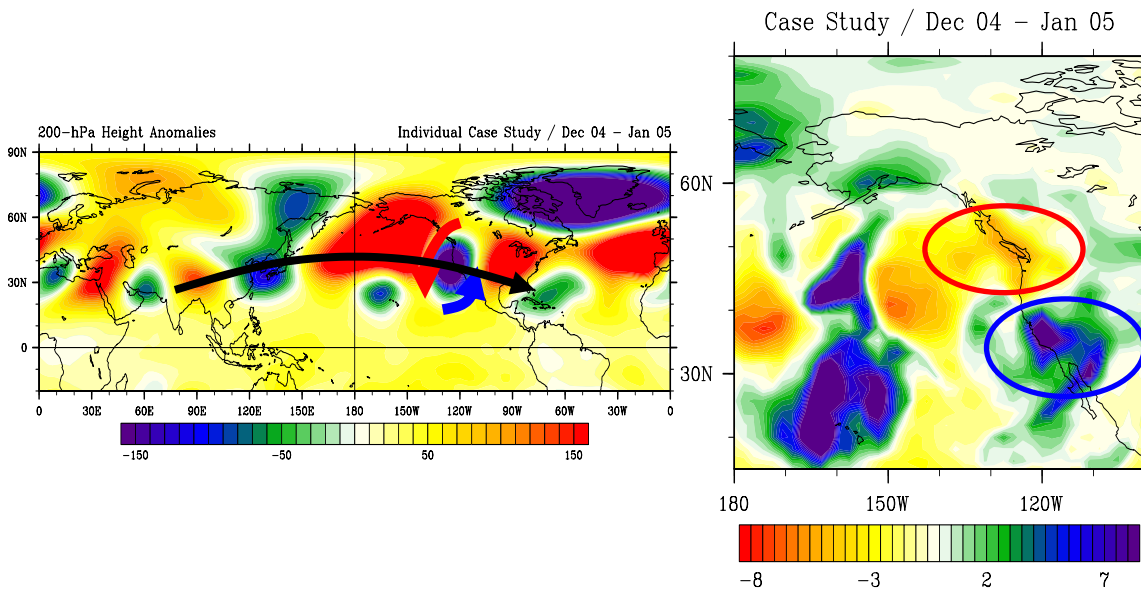 Case Study / Dec 04 - Jan 05
200-hPa Height Anomalies
Individual Case Study / Dec 04 - Jan 05
90N
60N
30N
0
30S
0 30E 60E 90E 120E 150E 180 150W 120W 90W 60W 30W 0
-150 -50 50 150
60N
30N
180 150W 120W
-8 -3 2 7